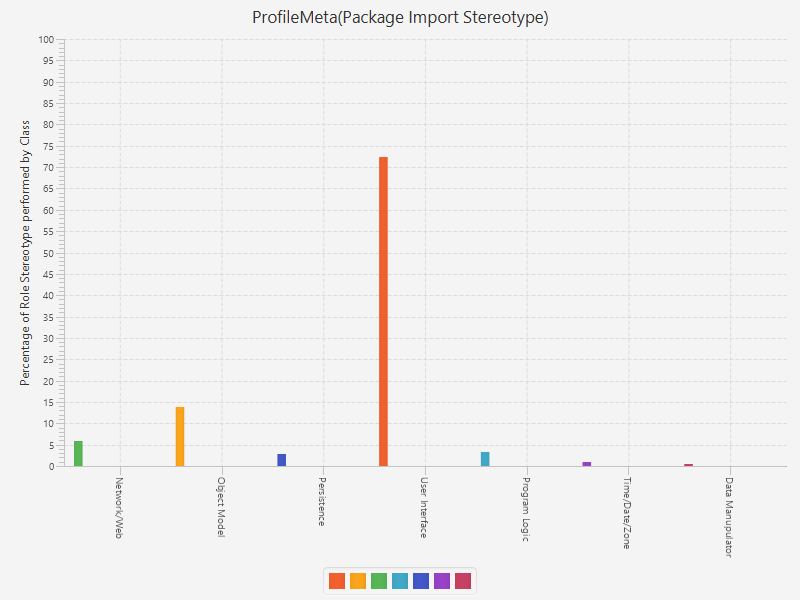 ProfileMeta(Package Import Stereotype)
Percentage of Role Stereotype performed by Class
100
95
90
85
80
75
70
65
60
55
50
45
40
35
30
25
20
15
10
5
0
Network/Web
Object Model
Persistence
User Interface
Program Logic
Time/Date/Zone
Data Manupulator